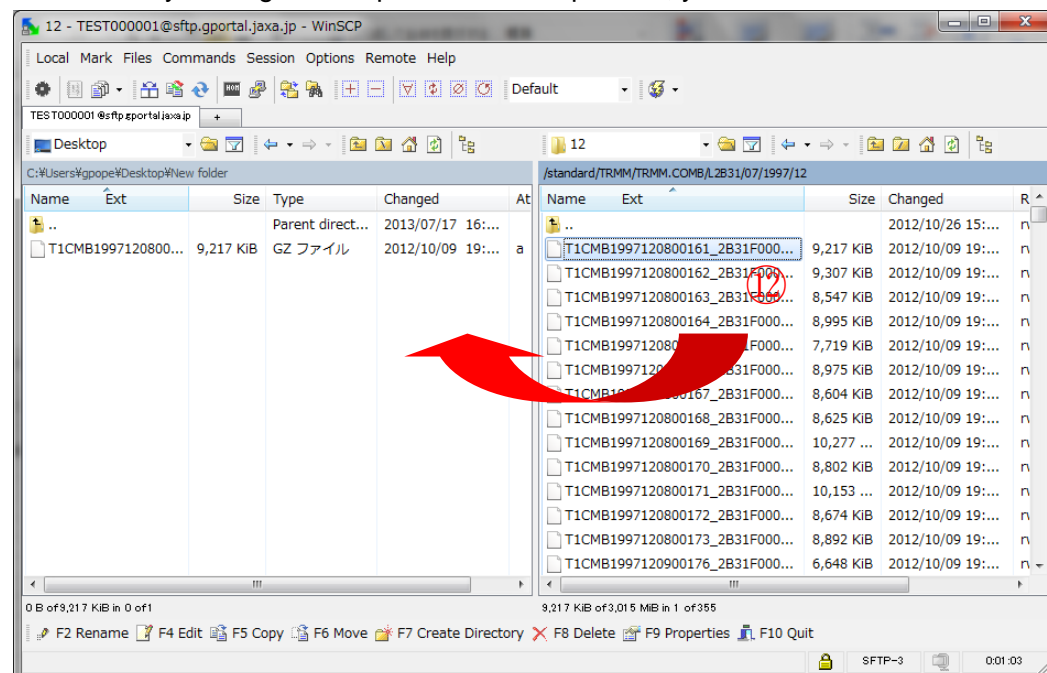 12 - TEST000001@sftp.gportal.jaxa.jp - WinSCP
Local Mark Files Commands Session Options Remote Help
Default
TEST000001@sftp.gportal.jaxa.jp +
Desktop
12
C:¥Users¥gpope¥Desktop¥New folder
/standard/TRMM/TRMM.COMB/L2B31/07/1997/12
Name Ext Size Type Changed At
Name Ext Size Changed R
.. Parent direct... 2013/07/17 16:...
T1CMB1997120800... 9,217 KiB GZ ファイル 2012/10/09 19:... a
.. 2012/10/26 15:...
T1CMB1997120800161_2B31F000... 9,217 KiB 2012/10/09 19:...
T1CMB1997120800162_2B31F000... 9,307 KiB 2012/10/09 19:...
⑫
T1CMB1997120800163_2B31F000... 8,547 KiB 2012/10/09 19:...
T1CMB1997120800164_2B31F000... 8,995 KiB 2012/10/09 19:...
7,719 KiB 2012/10/09 19:...
8,975 KiB 2012/10/09 19:...
8,604 KiB 2012/10/09 19:...
T1CMB1997120800168_2B31F000... 8,625 KiB 2012/10/09 19:...
T1CMB1997120800169_2B31F000... 10,277 ... 2012/10/09 19:...
T1CMB1997120800170_2B31F000... 8,802 KiB 2012/10/09 19:...
T1CMB1997120800171_2B31F000... 10,153 ... 2012/10/09 19:...
T1CMB1997120800172_2B31F000... 8,674 KiB 2012/10/09 19:...
T1CMB1997120800173_2B31F000... 8,892 KiB 2012/10/09 19:...
T1CMB1997120900176_2B31F000... 6,648 KiB 2012/10/09 19:...
0 B of 9,217 KiB in 0 of 1
9,217 KiB of 3,015 MiB in 1 of 355
F2 Rename F4 Edit F5 Copy F6 Move F7 Create Directory F8 Delete F9 Properties F10 Quit
SFTP-3 0:01:03